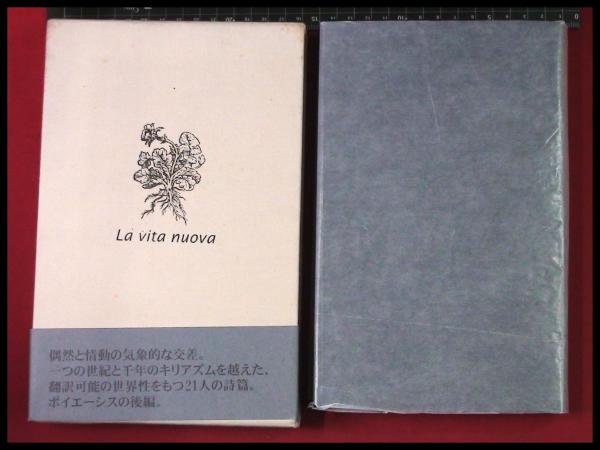 La vita nuova
偶然と情動の気象的な交差。
一つの世紀と千年のキリアズムを越えた、
翻訳可能の世界性をもつ21人の詩篇。
ポイエーシスの後編。